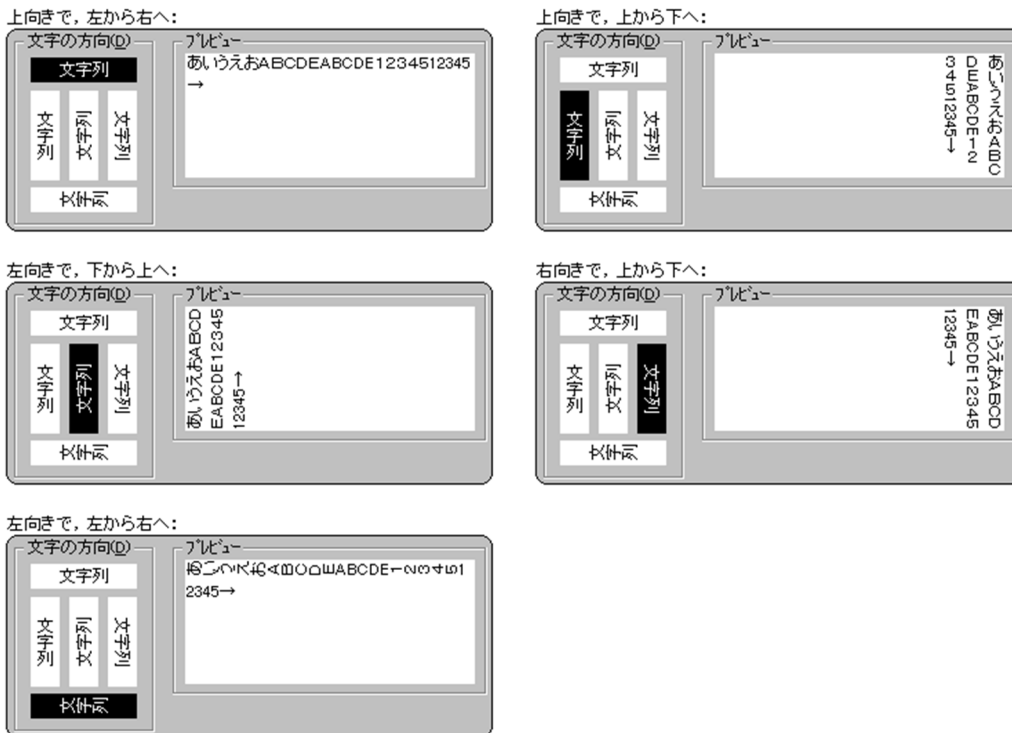 上向きで，左から右へ：
文字の方向(D)
文字列
文字列
文字列
文字列
文字列
プレビュー
あいうえおABCDEABCDE1234512345
→
上向きで，上から下へ：
文字の方向(D)
文字列
文字列
文字列
文字列
文字列
プレビュー
あいうえおABC
DEABCDE12
34512345→
左向きで，下から上へ：
文字の方向(D)
文字列
文字列
文字列
文字列
文字列
プレビュー
あいうえおABCD
EABCDE12345
12345→
右向きで，上から下へ：
文字の方向(D)
文字列
文字列
文字列
文字列
文字列
プレビュー
あいうえおABCD
EABCDE12345
12345→
左向きで，左から右へ：
文字の方向(D)
文字列
文字列
文字列
文字列
文字列
プレビュー
あいうえおABCDEABCDE123451
2345→